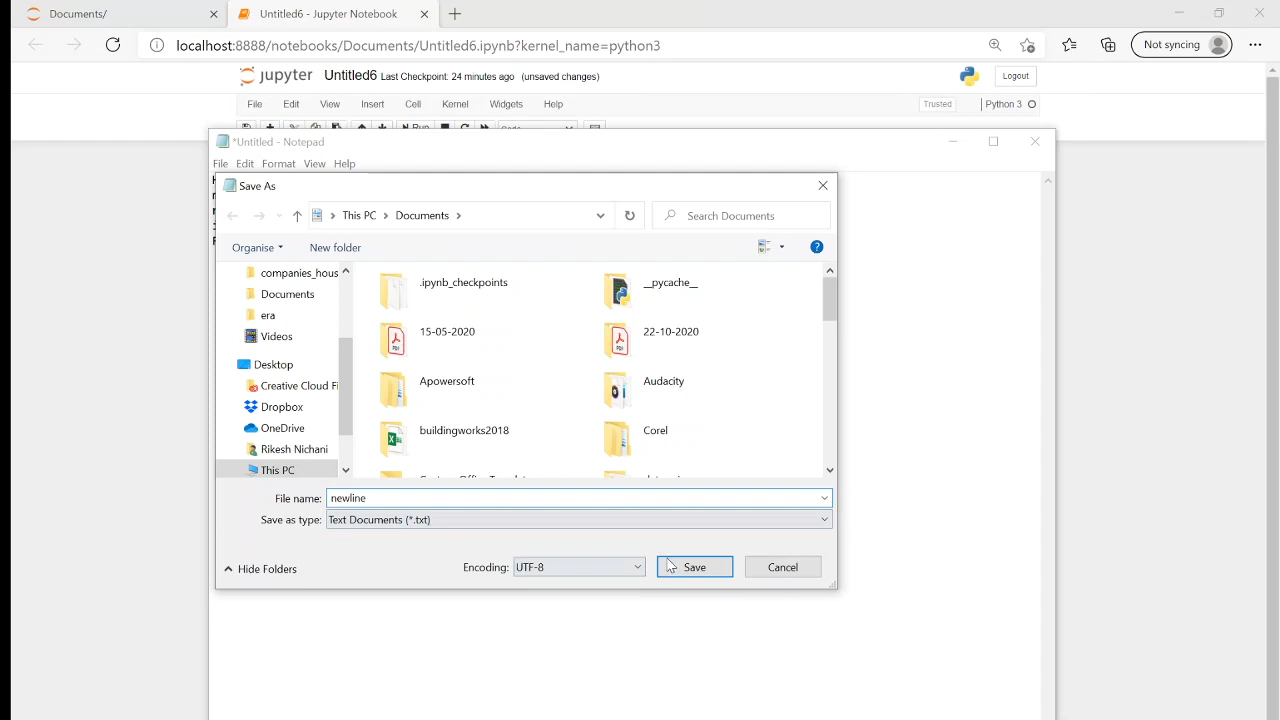 Documents/
Untitled6 - Jupyter Notebook
localhost:8888/notebooks/Documents/Untitled6.ipynb?kernel_name=python3
Not syncing
jupyter Untitled6 Last Checkpoint: 24 minutes ago (unsaved changes)
Logout
File Edit View Insert Cell Kernel Widgets Help
Trusted
Python 3
Run
Code
*Untitled - Notepad
File Edit Format View Help
Save As
This PC > Documents >
Search Documents
Organise
New folder
companies_hous
Documents
era
Videos
Desktop
Creative Cloud Fi
Dropbox
OneDrive
Rikesh Nichani
This PC
.ipynb_checkpoints
__pycache__
15-05-2020
22-10-2020
Apowersoft
Audacity
buildingworks2018
Corel
File name: newline
Save as type: Text Documents (*.txt)
Hide Folders
Encoding: UTF-8
Save
Cancel